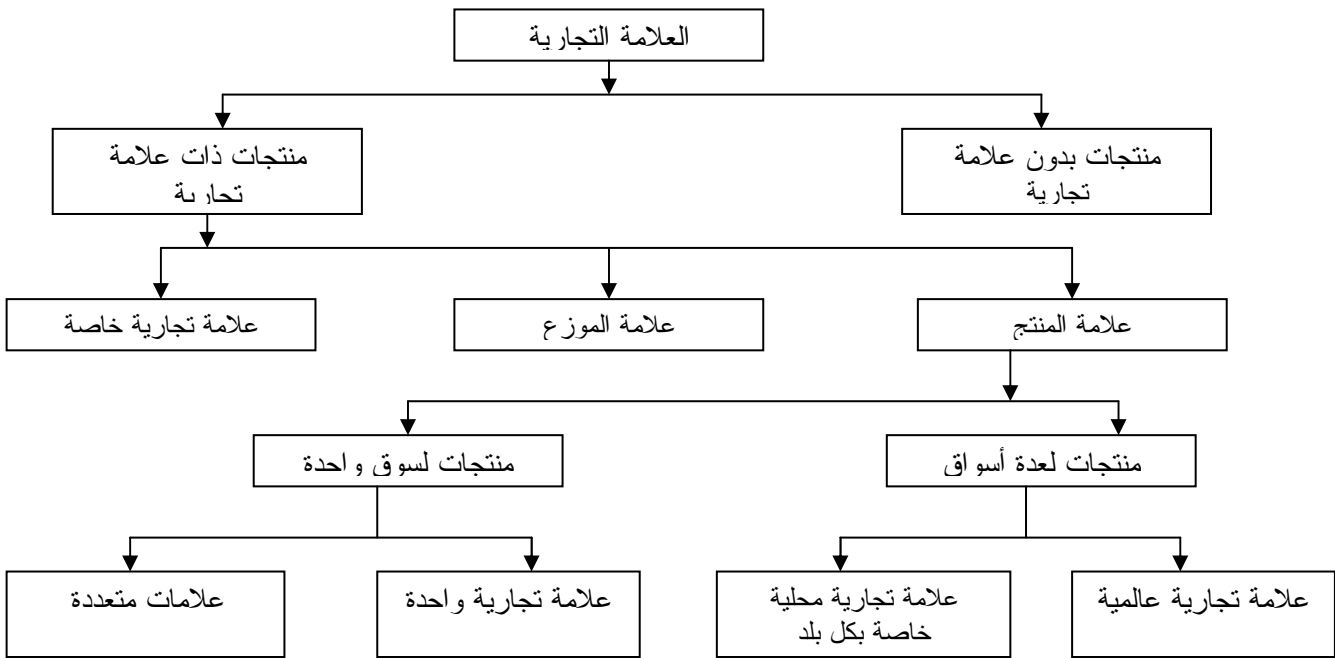 العلامة التجارية
منتجات بدون علامة
تجارية
منتجات ذات علامة
تجارية
علامة المنتج
علامة الموزع
علامة تجارية خاصة
منتجات لعدة أسواق
منتجات لسوق واحدة
علامة تجارية عالمية
علامة تجارية محلية
خاصة بكل بلد
علامة تجارية واحدة
علامات متعددة